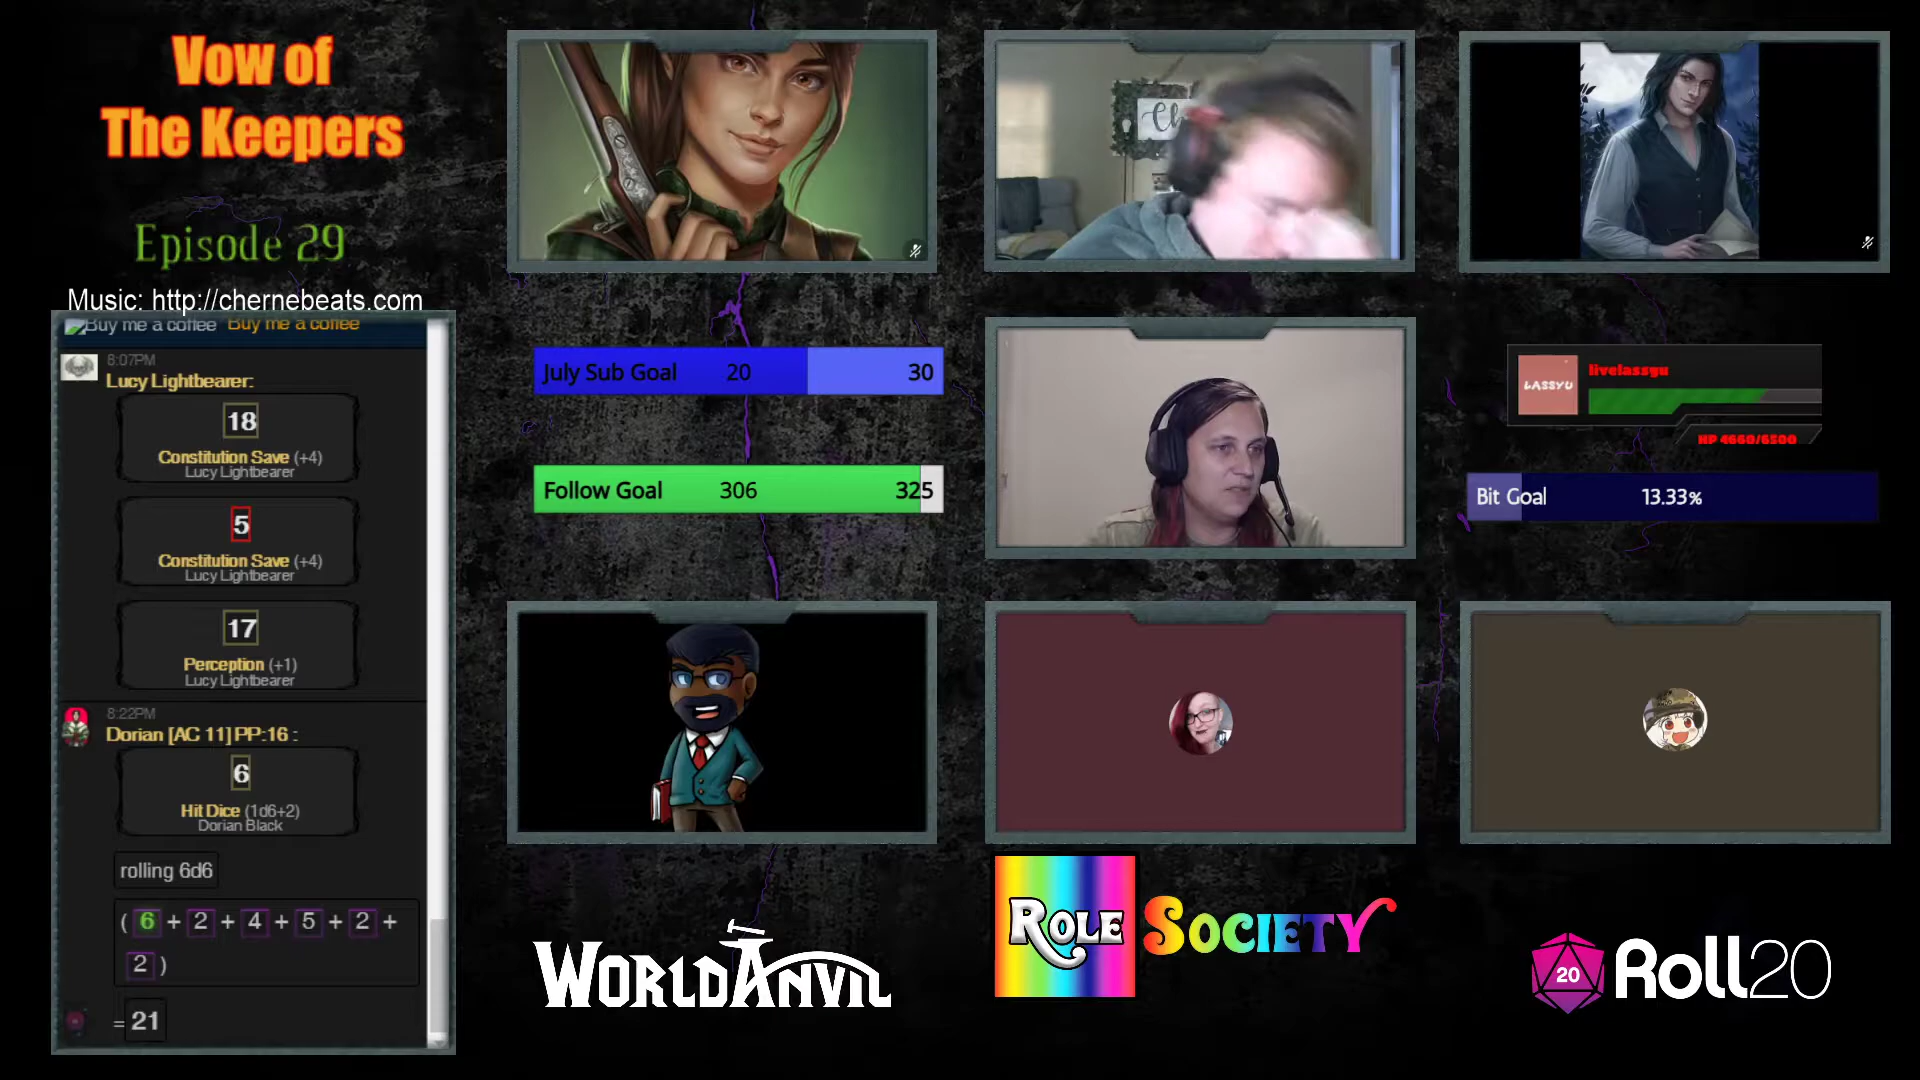 Vow of
The Keepers
Episode 29
Music: http://chernebeats.com
Buy me a coffee Buy me a coffee
8:07PM
Lucy Lightbearer:
18
Constitution Save (+4)
Lucy Lightbearer
5
Constitution Save (+4)
Lucy Lightbearer
17
Perception (+1)
Lucy Lightbearer
8:22PM
Dorian [AC 11] PP:16 :
6
Hit Dice (1d6+2)
Dorian Black
rolling 6d6
( 6 + 2 + 4 + 5 + 2 +
2 )
= 21
July Sub Goal 20 30
Follow Goal 306 325
LASSYU
livelassyu
HP 4660/6500
Bit Goal 13.33%
WORLDANVIL
ROLE SOCIETY
20 Roll20